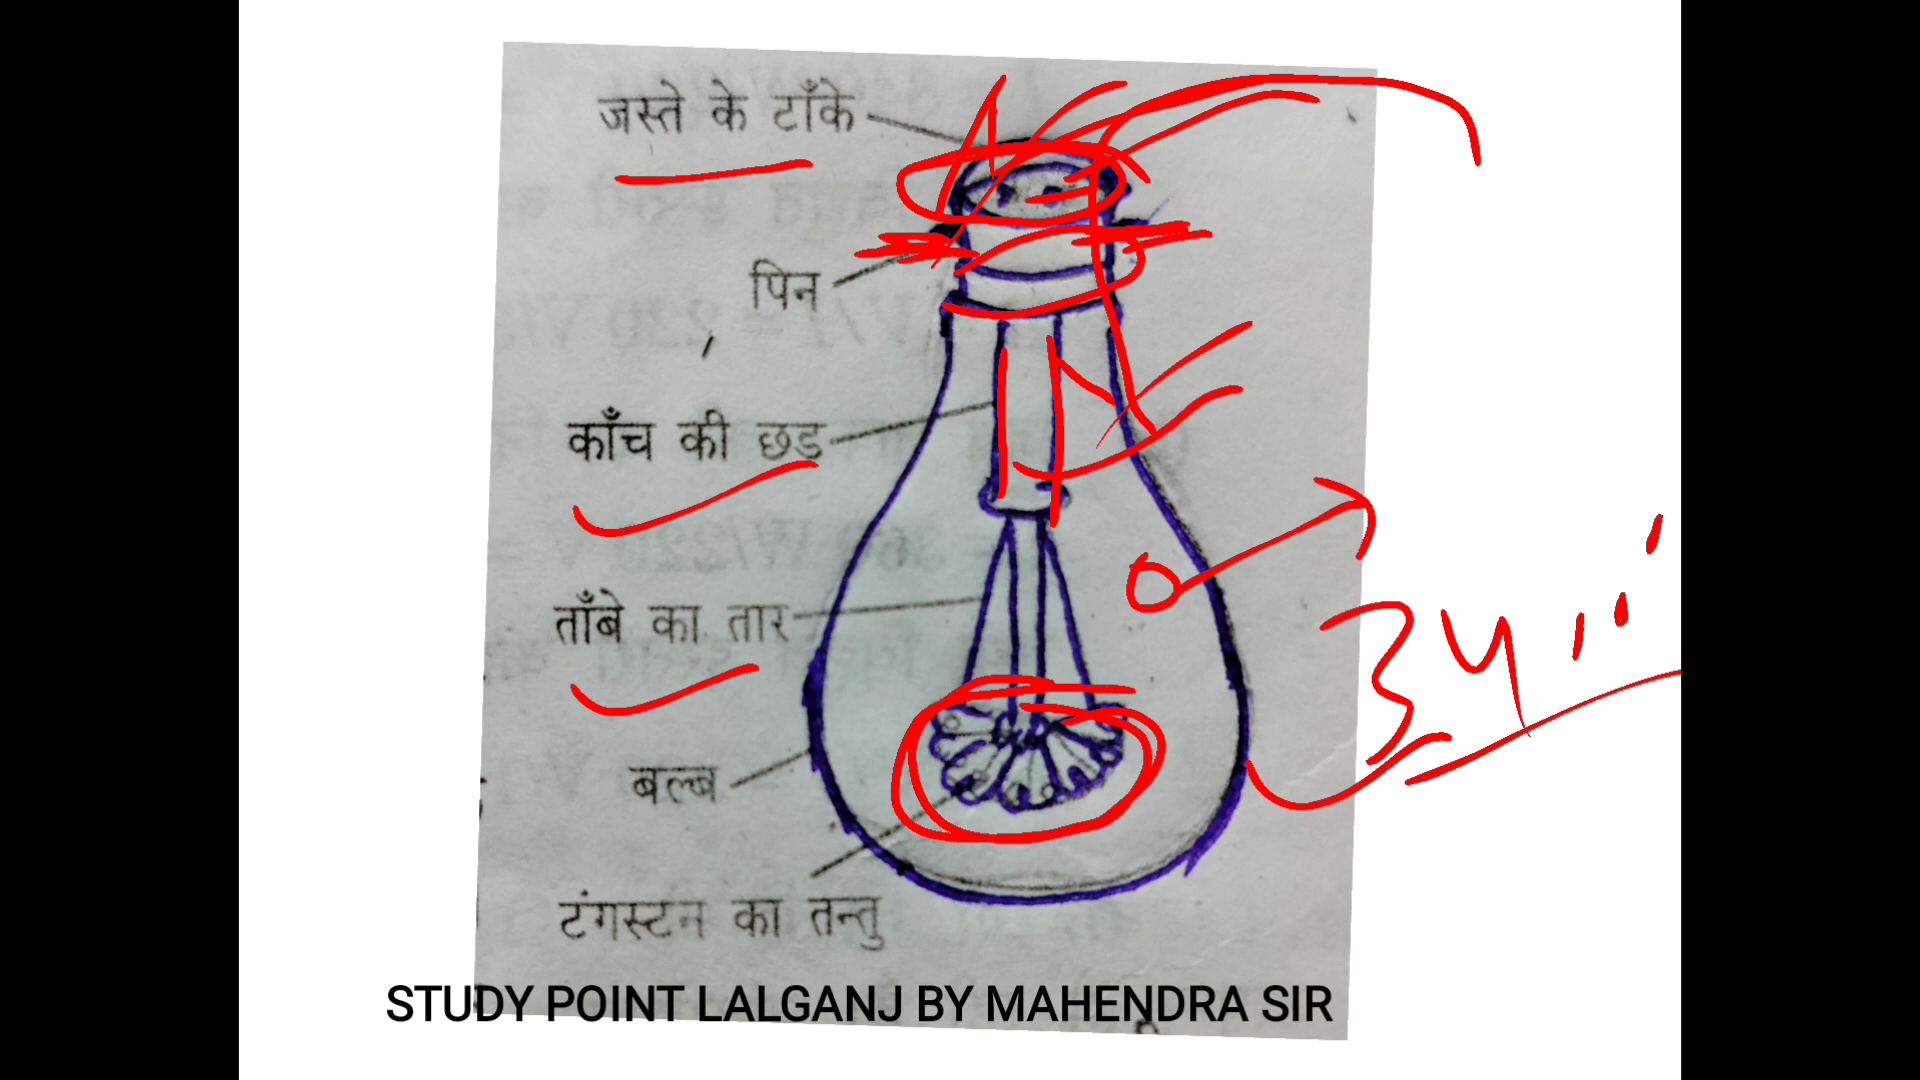 जस्ते के टाँके
पिन
काँच की छड़
ताँबे का तार
बल्ब
टंगस्टन का तन्तु
STUDY POINT LALGANJ BY MAHENDRA SIR